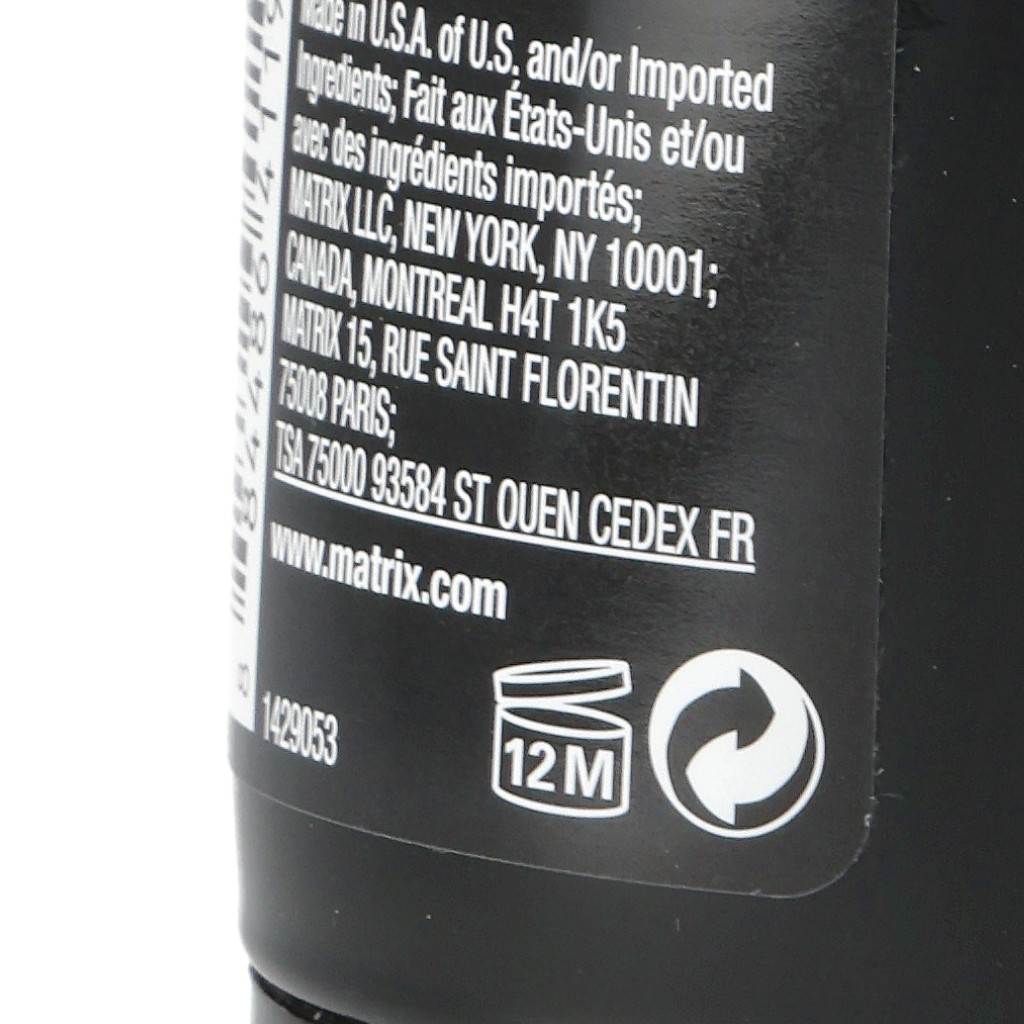 Made in U.S.A. of U.S. and/or Imported
Ingredients; Fait aux États-Unis et/ou
avec des ingrédients importés;
MATRIX LLC, NEW YORK, NY 10001;
CANADA, MONTREAL H4T 1K5
MATRIX 15, RUE SAINT FLORENTIN
75008 PARIS;
TSA 75000 93584 ST OUEN CEDEX FR
www.matrix.com
1429053
12 M